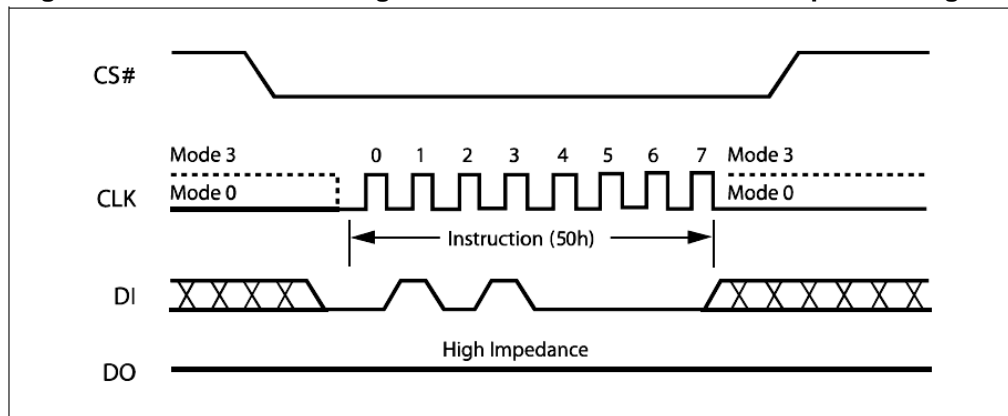 CS#
Mode 3 0 1 2 3 4 5 6 7 Mode 3
CLK Mode 0 Mode 0
Instruction (50h)
DI
High Impedance
DO